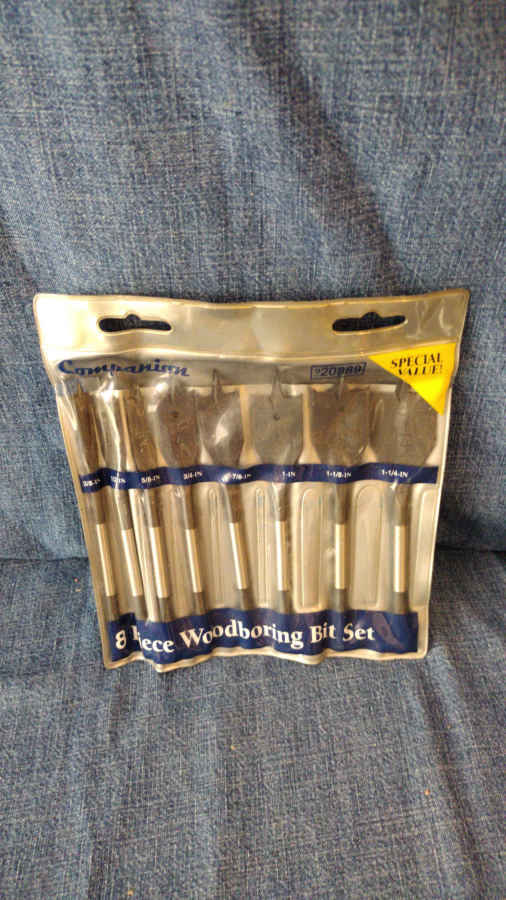 Companion
920989
SPECIAL
VALUE!
3/8-IN
5/8-IN
3/4-IN
7/8-IN
1-IN
1-1/8-IN
1-1/4-IN
8 Piece Woodboring Bit Set